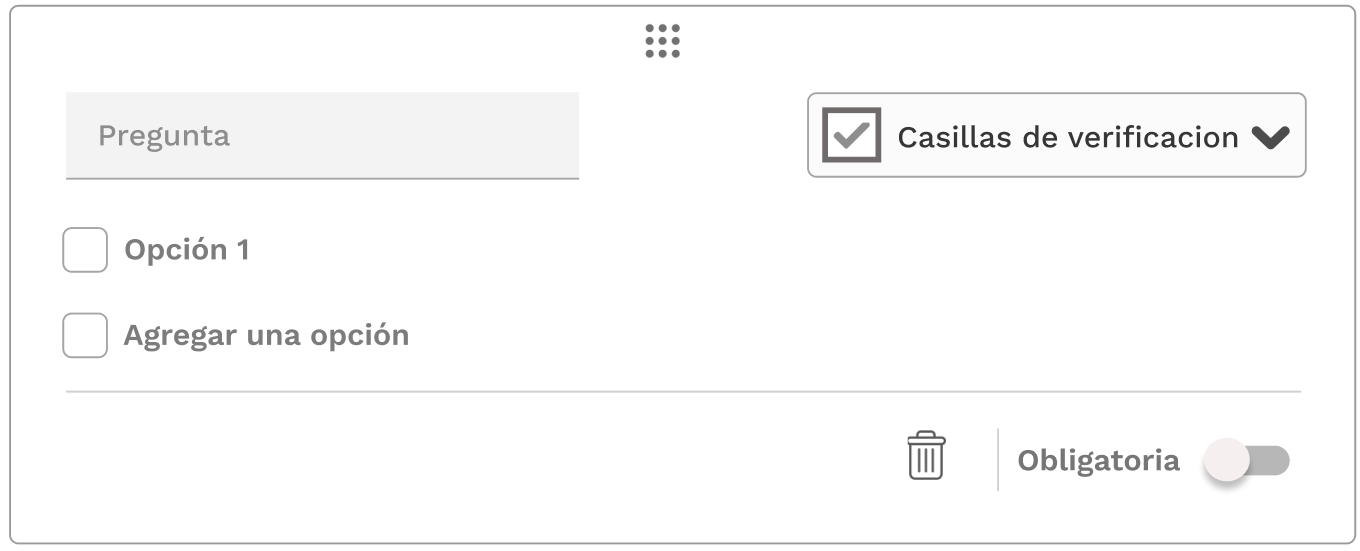 Pregunta
Casillas de verificacion
Opción 1
Agregar una opción
Obligatoria